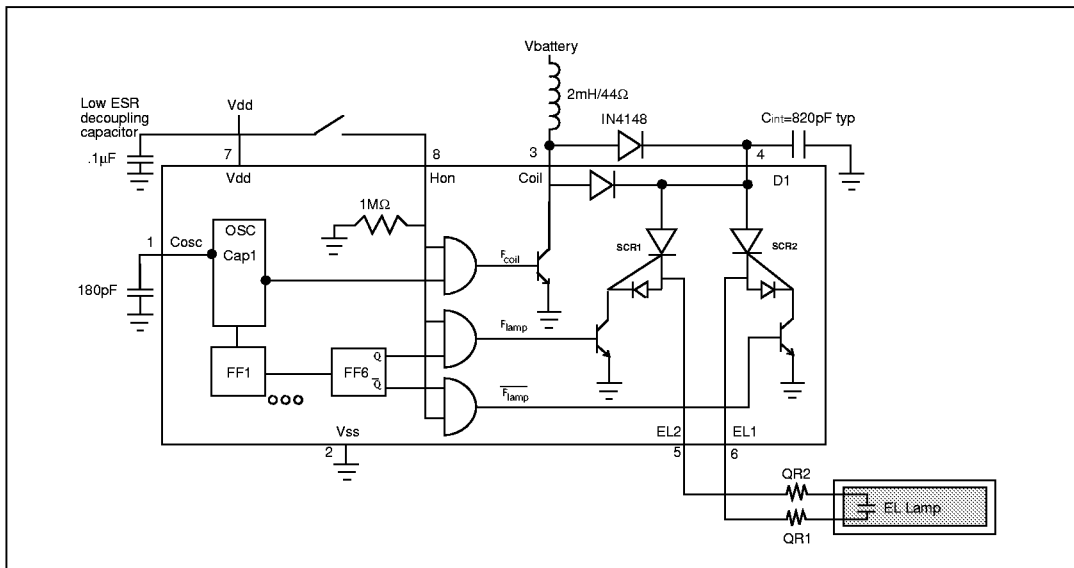 Vbattery
2mH/44Ω
Low ESR
decoupling
capacitor
Vdd
IN4148
Cint=820pF typ
.1µF
7
8
3
4
Vdd
Hon
Coil
D1
1MΩ
OSC
Cap1
1
Cosc
SCR1
SCR2
Fcoil
180pF
Flamp
FF1
FF6
Q
Q̅
F̅l̅a̅m̅p̅
Vss
2
EL2
EL1
5
6
QR2
EL Lamp
QR1